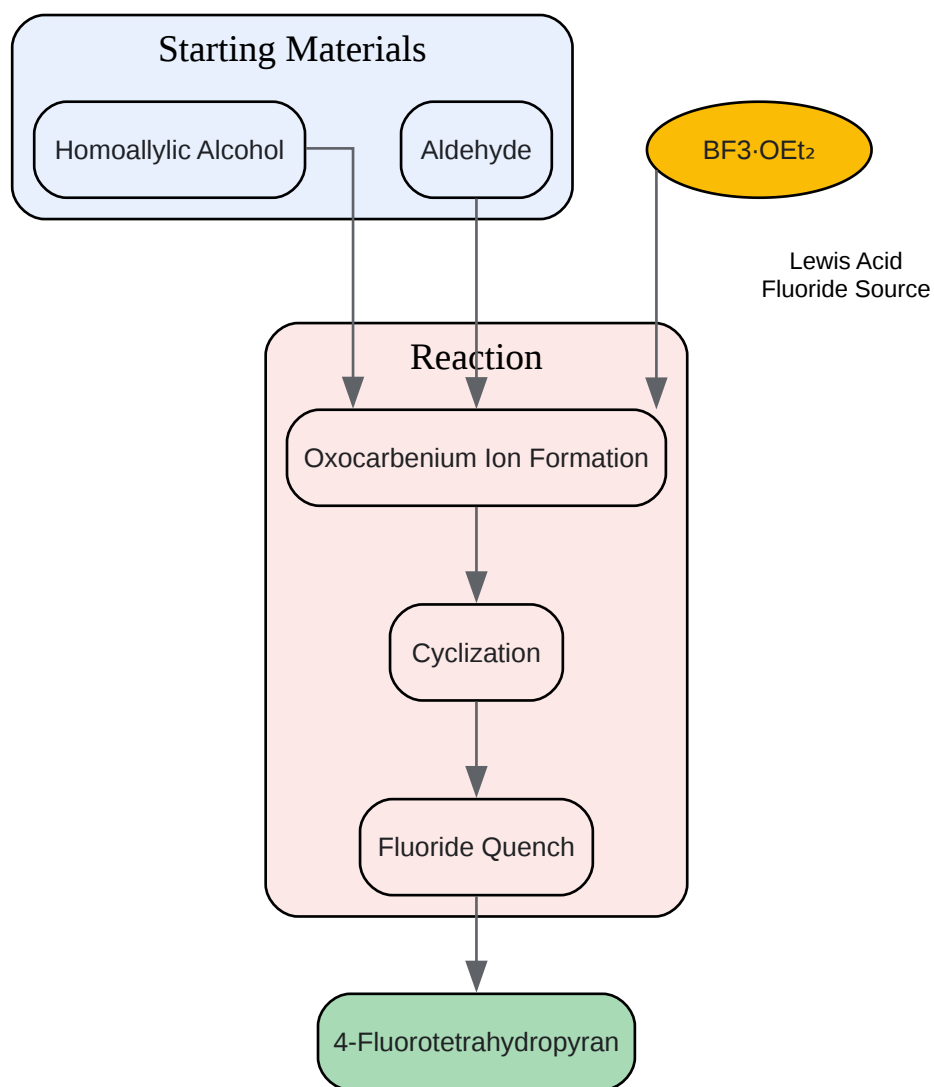 Starting Materials
Homoallylic Alcohol
Aldehyde
BF3·OEt₂
Lewis Acid
Fluoride Source
Reaction
Oxocarbenium Ion Formation
Cyclization
Fluoride Quench
4-Fluorotetrahydropyran